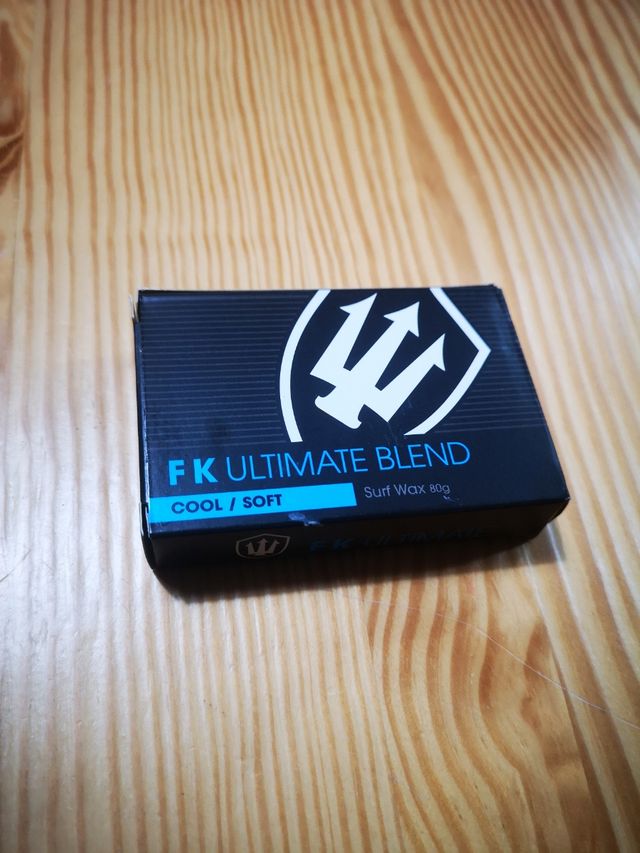 FK ULTIMATE BLEND
COOL / SOFT
Surf Wax 80g
FK ULTIMATE